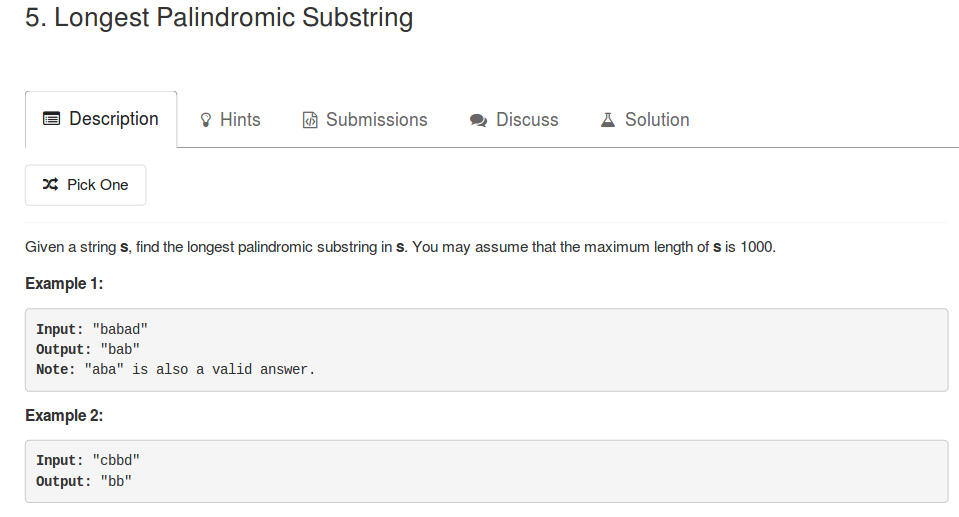 5. Longest Palindromic Substring
Description Hints Submissions Discuss Solution
Pick One
Given a string s, find the longest palindromic substring in s. You may assume that the maximum length of s is 1000.
Example 1:
Input: "babad"
Output: "bab"
Note: "aba" is also a valid answer.
Example 2:
Input: "cbbd"
Output: "bb"